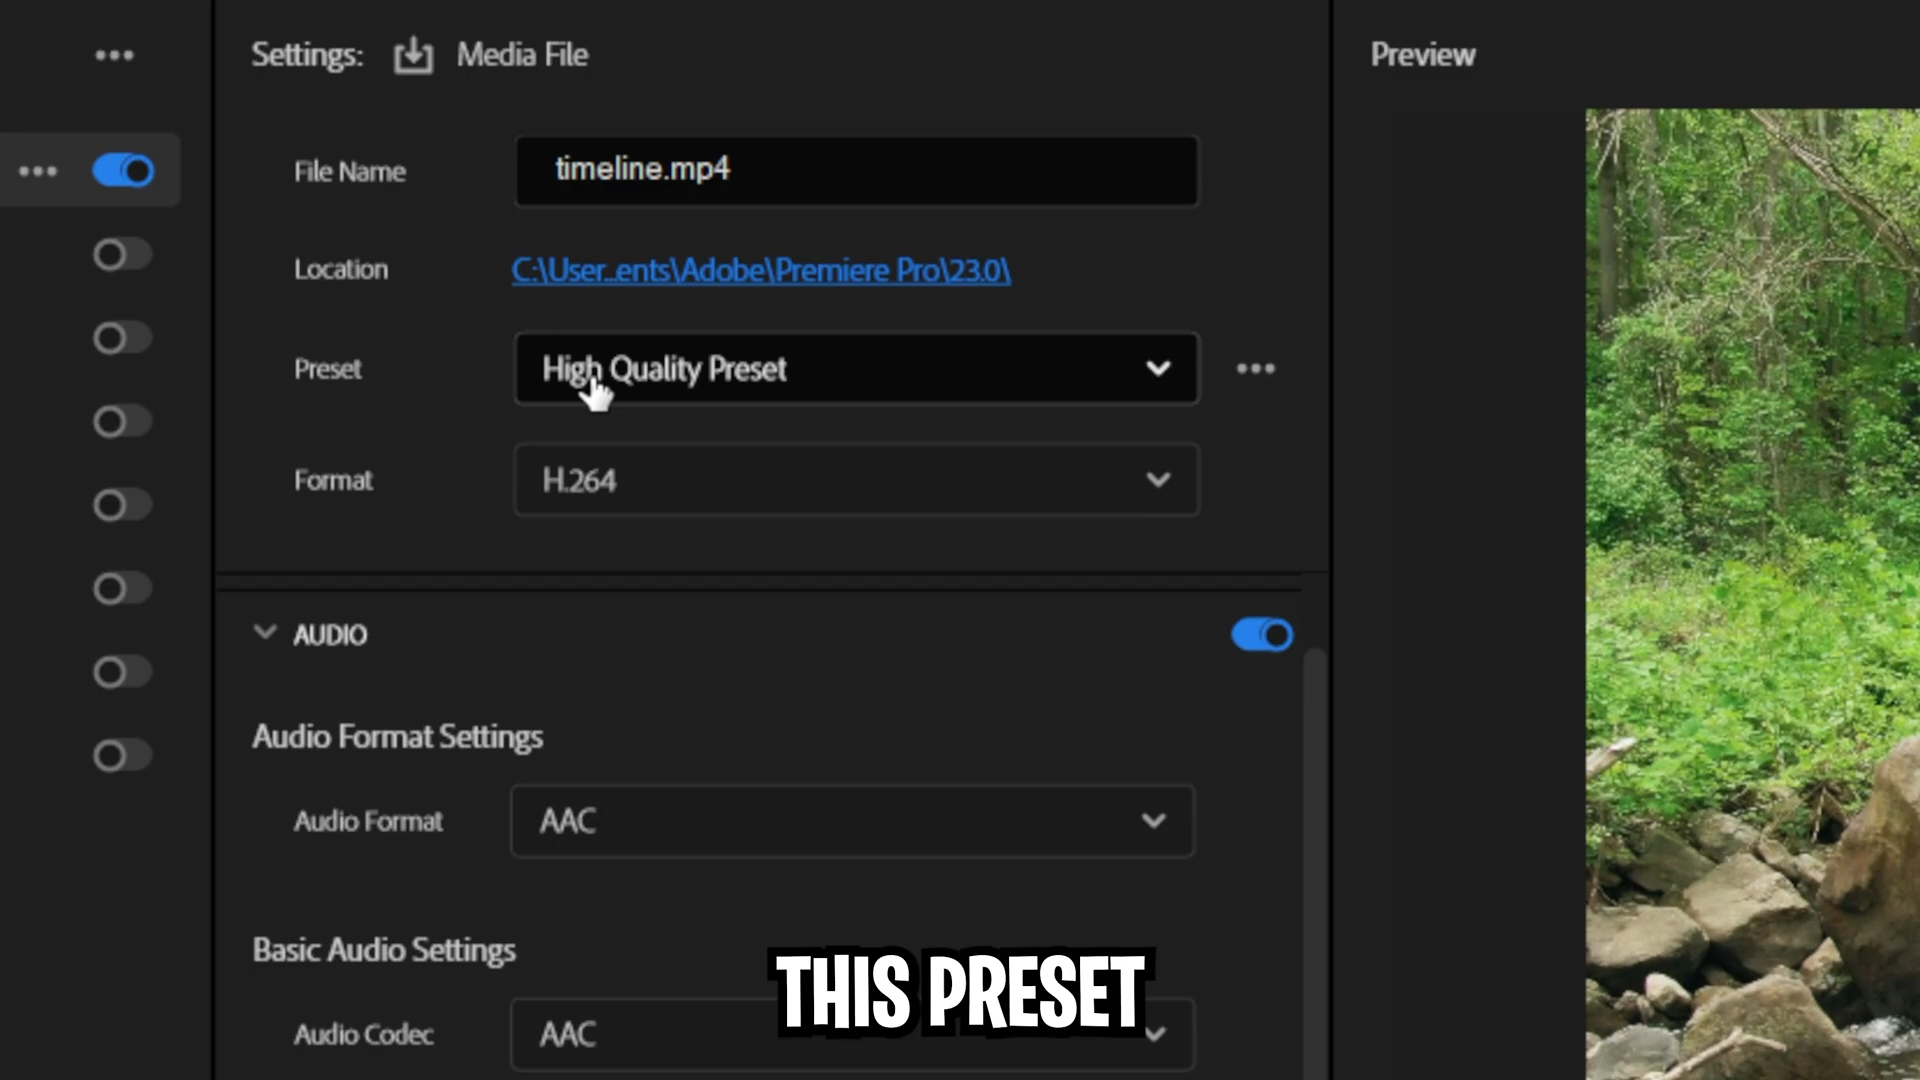 Settings: Media File
Preview
File Name timeline.mp4
Location C:\User...ents\Adobe\Premiere Pro\23.0\
Preset High Quality Preset
Format H.264
AUDIO
Audio Format Settings
Audio Format AAC
Basic Audio Settings
THIS PRESET
Audio Codec AAC